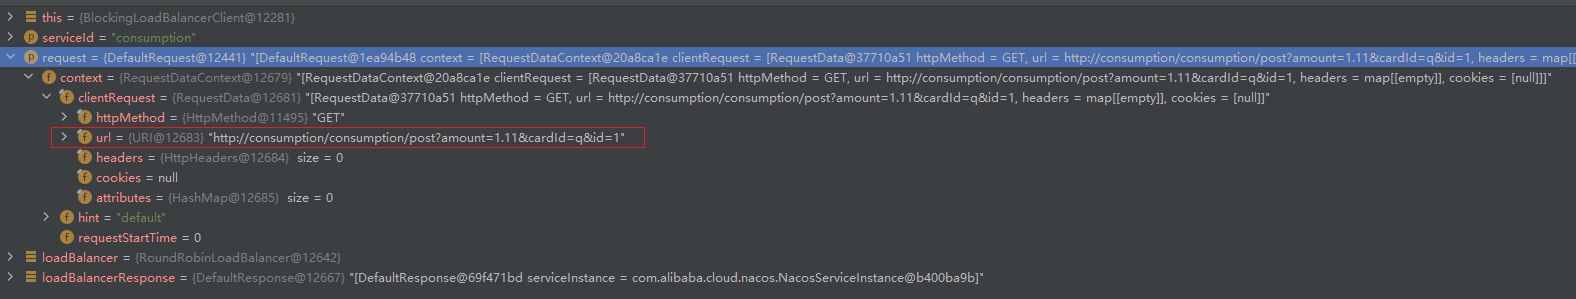 this = {BlockingLoadBalancerClient@12281}
p serviceId = "consumption"
p request = {DefaultRequest@12441} "[DefaultRequest@1ea94b48 context = [RequestDataContext@20a8ca1e clientRequest = [RequestData@37710a51 httpMethod = GET, url = http://consumption/consumption/post?amount=1.11&cardId=q&id=1, headers = map[[
f context = {RequestDataContext@12679} "[RequestDataContext@20a8ca1e clientRequest = [RequestData@37710a51 httpMethod = GET, url = http://consumption/consumption/post?amount=1.11&cardId=q&id=1, headers = map[[empty]], cookies = [null]]]"
f clientRequest = {RequestData@12681} "[RequestData@37710a51 httpMethod = GET, url = http://consumption/consumption/post?amount=1.11&cardId=q&id=1, headers = map[[empty]], cookies = [null]]"
f httpMethod = {HttpMethod@11495} "GET"
f url = {URI@12683} "http://consumption/consumption/post?amount=1.11&cardId=q&id=1"
f headers = {HttpHeaders@12684} size = 0
f cookies = null
f attributes = {HashMap@12685} size = 0
f hint = "default"
f requestStartTime = 0
loadBalancer = {RoundRobinLoadBalancer@12642}
loadBalancerResponse = {DefaultResponse@12667} "[DefaultResponse@69f471bd serviceInstance = com.alibaba.cloud.nacos.NacosServiceInstance@b400ba9b]"